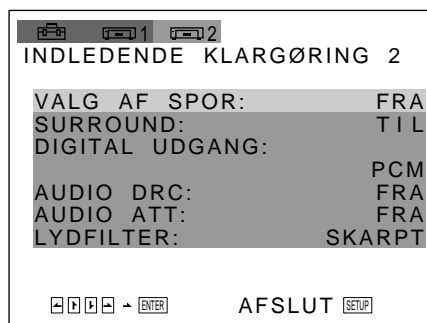 1 2
INDLEDENDE KLARGØRING 2
VALG AF SPOR: FRA
SURROUND: TIL
DIGITAL UDGANG:
PCM
AUDIO DRC: FRA
AUDIO ATT: FRA
LYDFILTER: SKARPT
ENTER AFSLUT SETUP